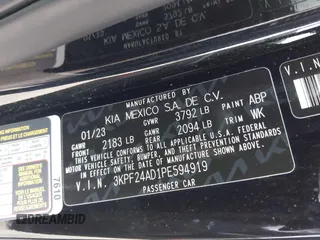 MANUFACTURED BY
KIA MEXICO S.A. DE C.V.
01/23 GVWR 3792 LB PAINT ABP
GAWR 2183 LB GAWR 2094 LB TRIM WK
THIS VEHICLE CONFORMS TO ALL APPLICABLE
FEDERAL MOTOR VEHICLE SAFETY, BUMPER,
AND THEFT PREVENTION STANDARDS IN EFFECT
ON THE DATE OF MANUFACTURE SHOWN ABOVE.
V.I.N. 3KPF24AD1PE594919
PASSENGER CAR
7610
V.I.N.
DREAMBID